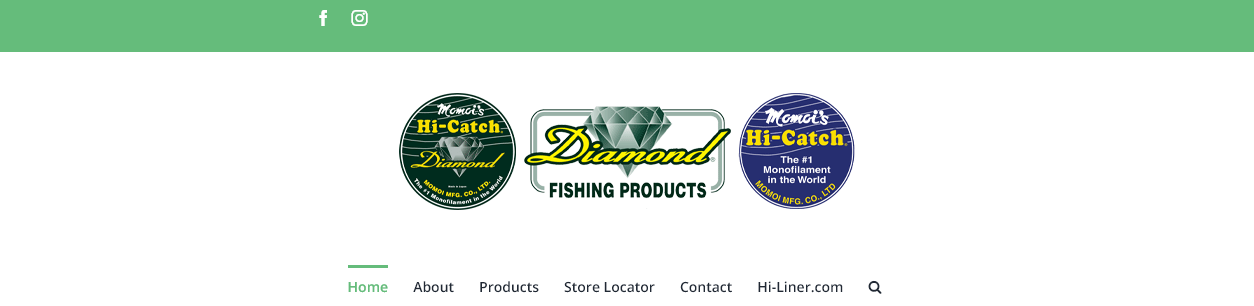 Momoi's
Hi-Catch
Diamond
MOMOI MFG. CO., LTD.
The #1 Monofilament in the World
Diamond
FISHING PRODUCTS
Momoi's
Hi-Catch
The #1
Monofilament
in the World
MOMOI MFG. CO., LTD
Home About Products Store Locator Contact Hi-Liner.com